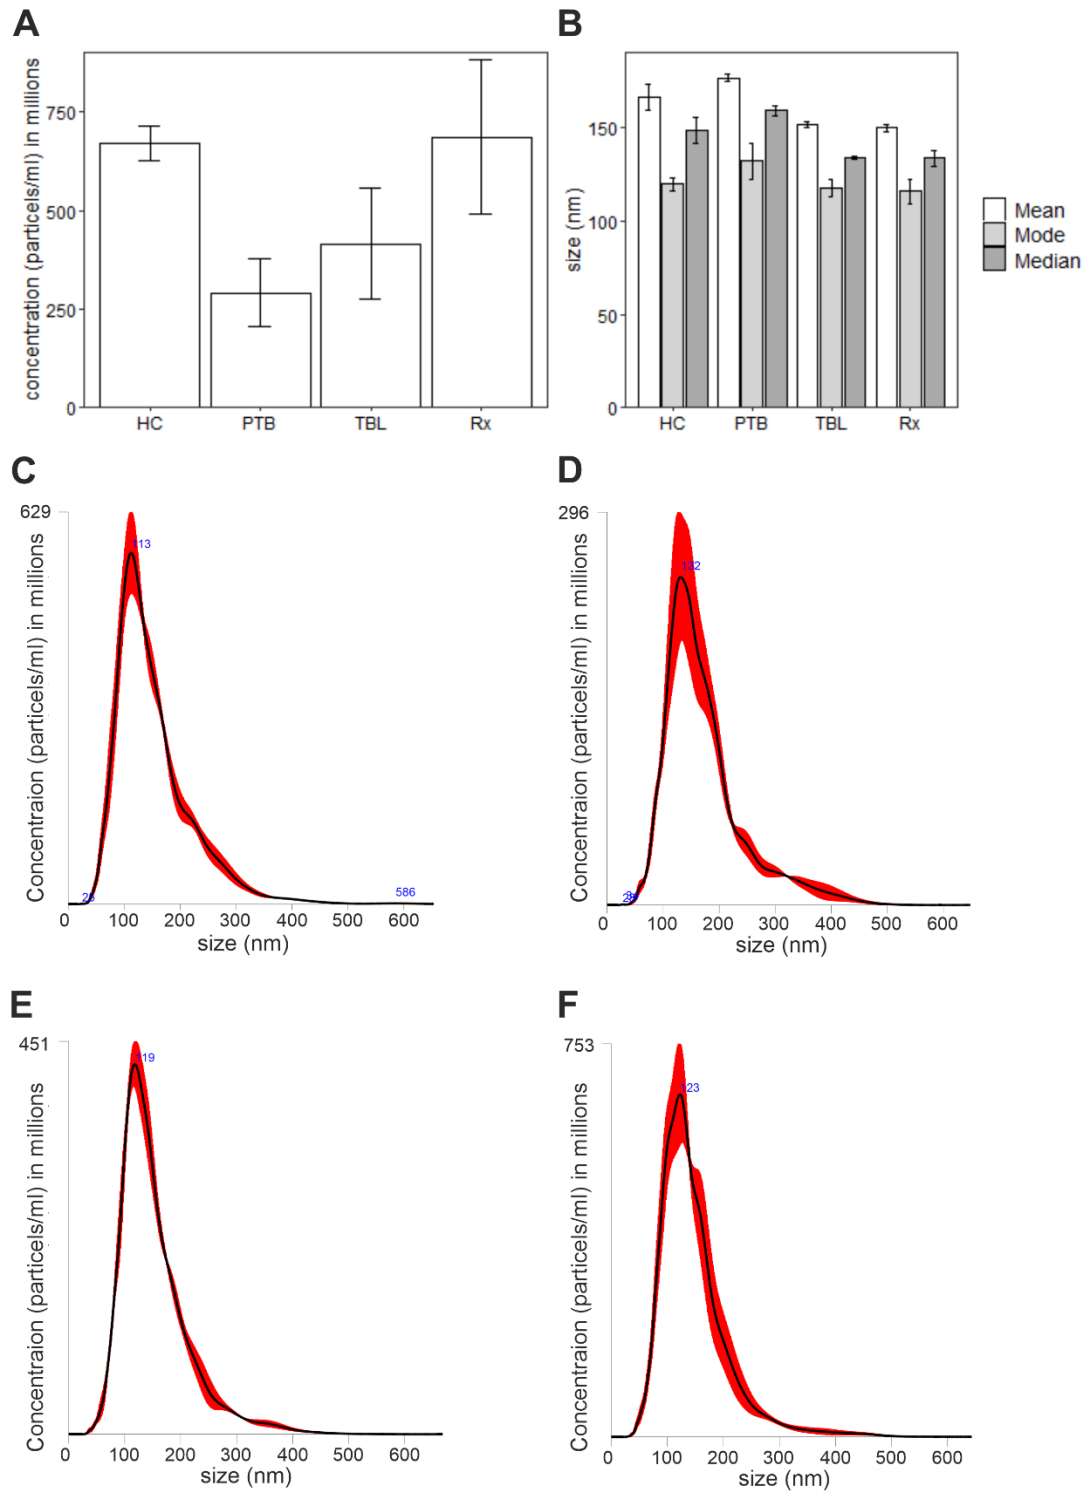 A
concentration (particels/ml) in millions
750
500
250
0
HC PTB TBL Rx
B
size (nm)
150
100
50
0
HC PTB TBL Rx
Mean
Mode
Median
C
629
Concentraion (particels/ml) in millions
113
25
586
0 100 200 300 400 500 600
size (nm)
D
296
Concentraion (particels/ml) in millions
132
0 100 200 300 400 500 600
size (nm)
E
451
Concentraion (particels/ml) in millions
119
0 100 200 300 400 500 600
size (nm)
F
753
Concentraion (particels/ml) in millions
123
0 100 200 300 400 500 600
size (nm)